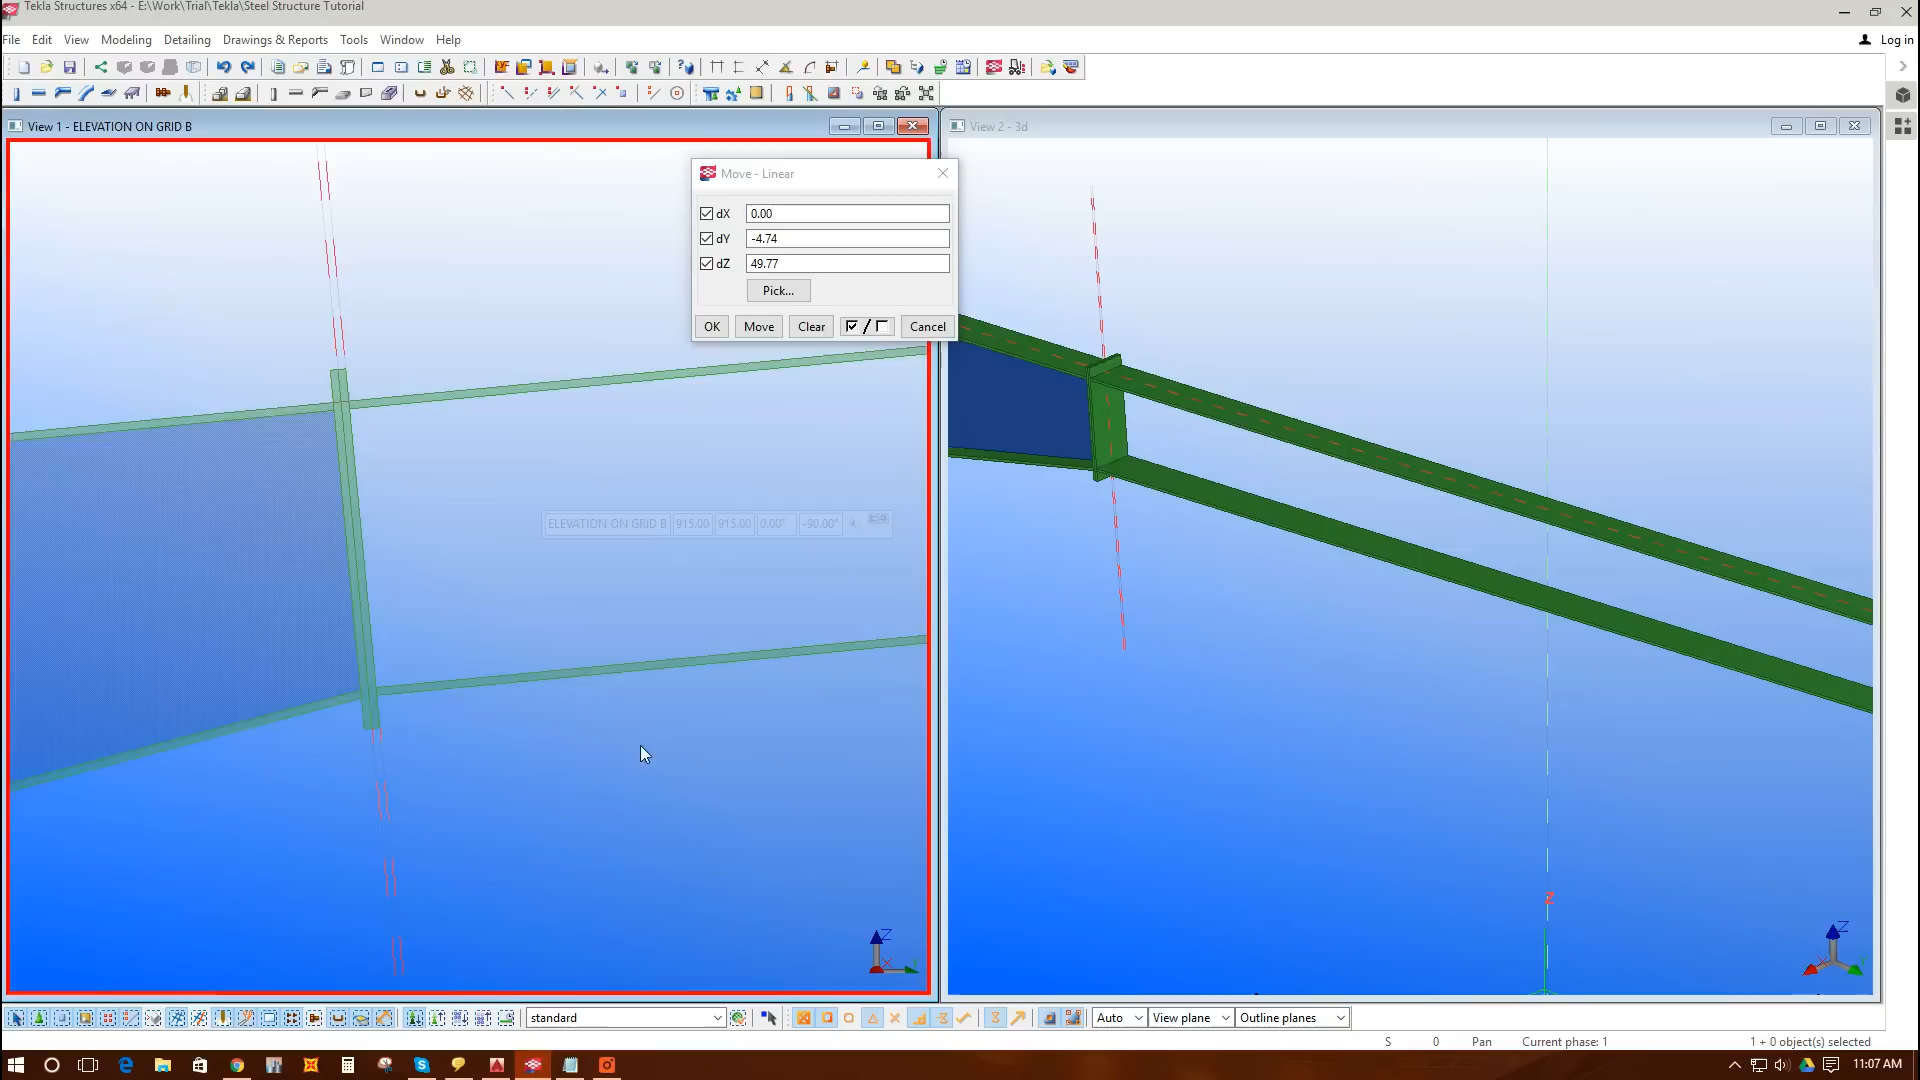 Tekla Structures x64 - E:\Work\Trial\Tekla\Steel Structure Tutorial
File Edit View Modeling Detailing Drawings & Reports Tools Window Help
Log in
View 1 - ELEVATION ON GRID B
View 2 - 3d
Move - Linear
dX 0.00
dY -4.74
dZ 49.77
Pick...
OK Move Clear / Cancel
ELEVATION ON GRID B 915.00 915.00 0.00° -90.00°
Z
Z
X
Z
X
standard
Auto
View plane
Outline planes
S 0 Pan Current phase: 1 1 + 0 object(s) selected
11:07 AM